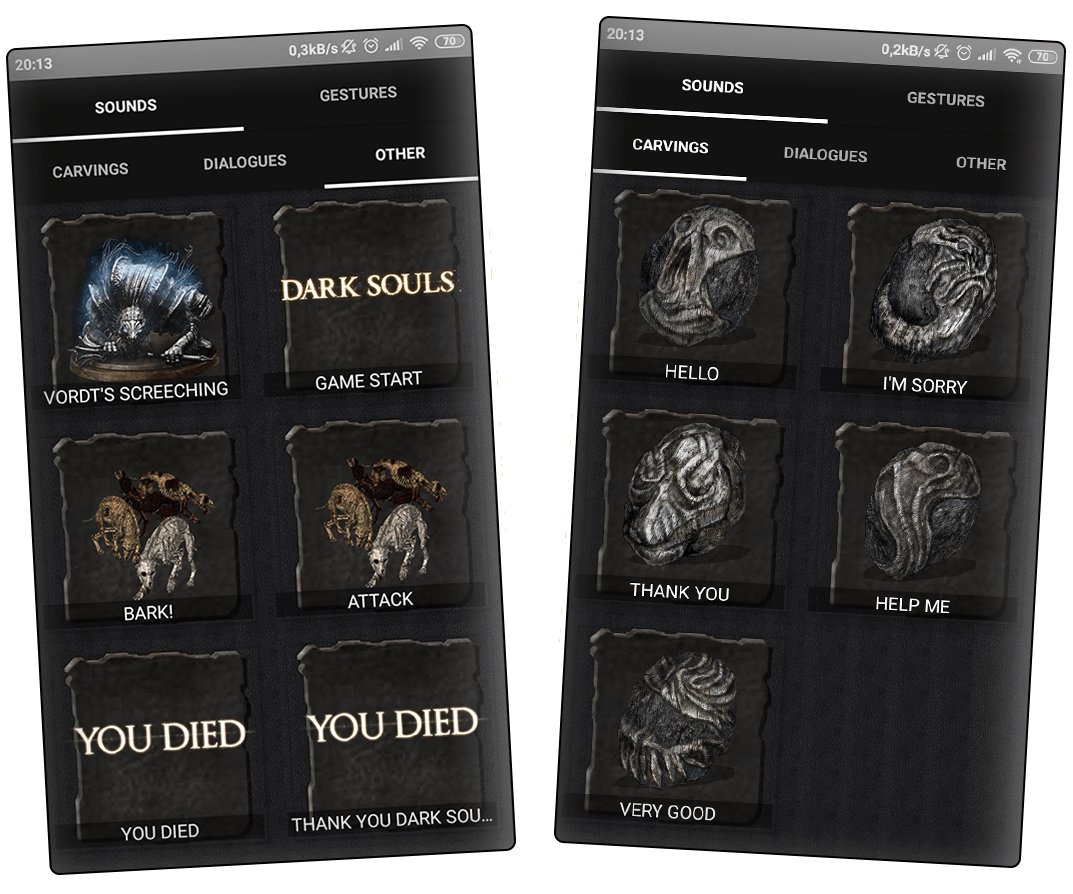 20:13 0,3kB/s 70
SOUNDS GESTURES
CARVINGS DIALOGUES OTHER
DARK SOULS
VORDT'S SCREECHING GAME START
BARK! ATTACK
YOU DIED YOU DIED
YOU DIED THANK YOU DARK SOU...
20:13 0,2kB/s 70
SOUNDS GESTURES
CARVINGS DIALOGUES OTHER
HELLO I'M SORRY
THANK YOU HELP ME
VERY GOOD